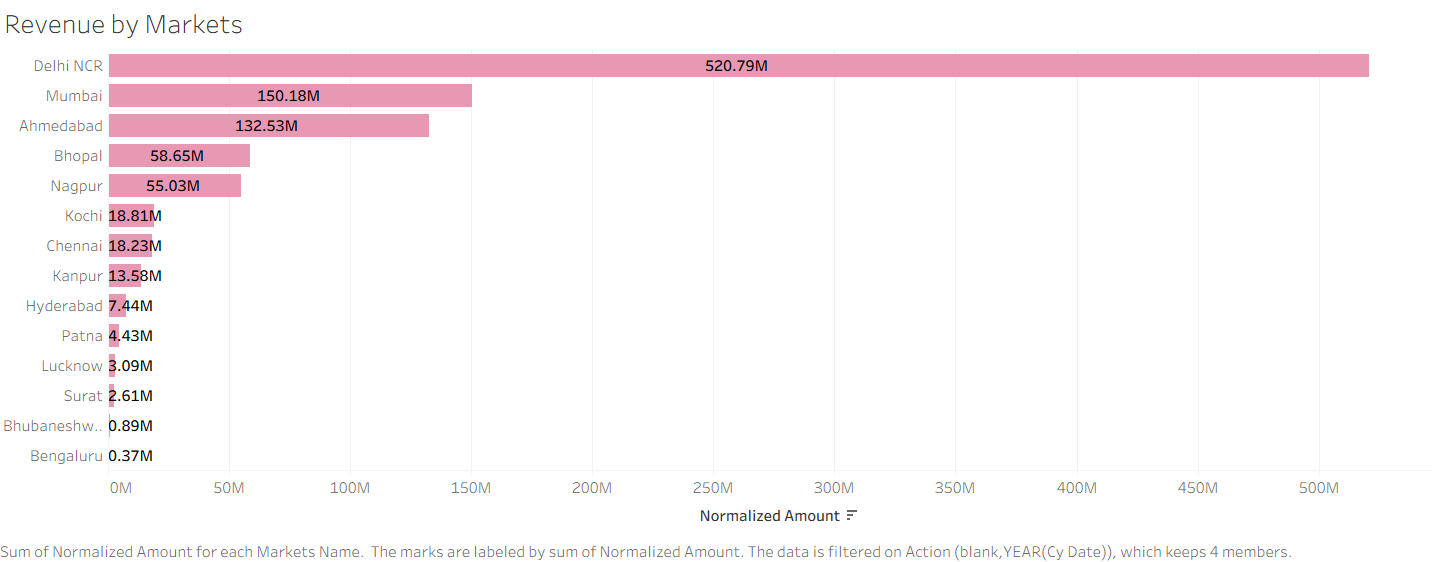 Revenue by Markets
Delhi NCR 520.79M
Mumbai 150.18M
Ahmedabad 132.53M
Bhopal 58.65M
Nagpur 55.03M
Kochi 18.81M
Chennai 18.23M
Kanpur 13.58M
Hyderabad 7.44M
Patna 4.43M
Lucknow 3.09M
Surat 2.61M
Bhubaneshw.. 0.89M
Bengaluru 0.37M
0M 50M 100M 150M 200M 250M 300M 350M 400M 450M 500M
Normalized Amount
Sum of Normalized Amount for each Markets Name.  The marks are labeled by sum of Normalized Amount. The data is filtered on Action (blank,YEAR(Cy Date)), which keeps 4 members.